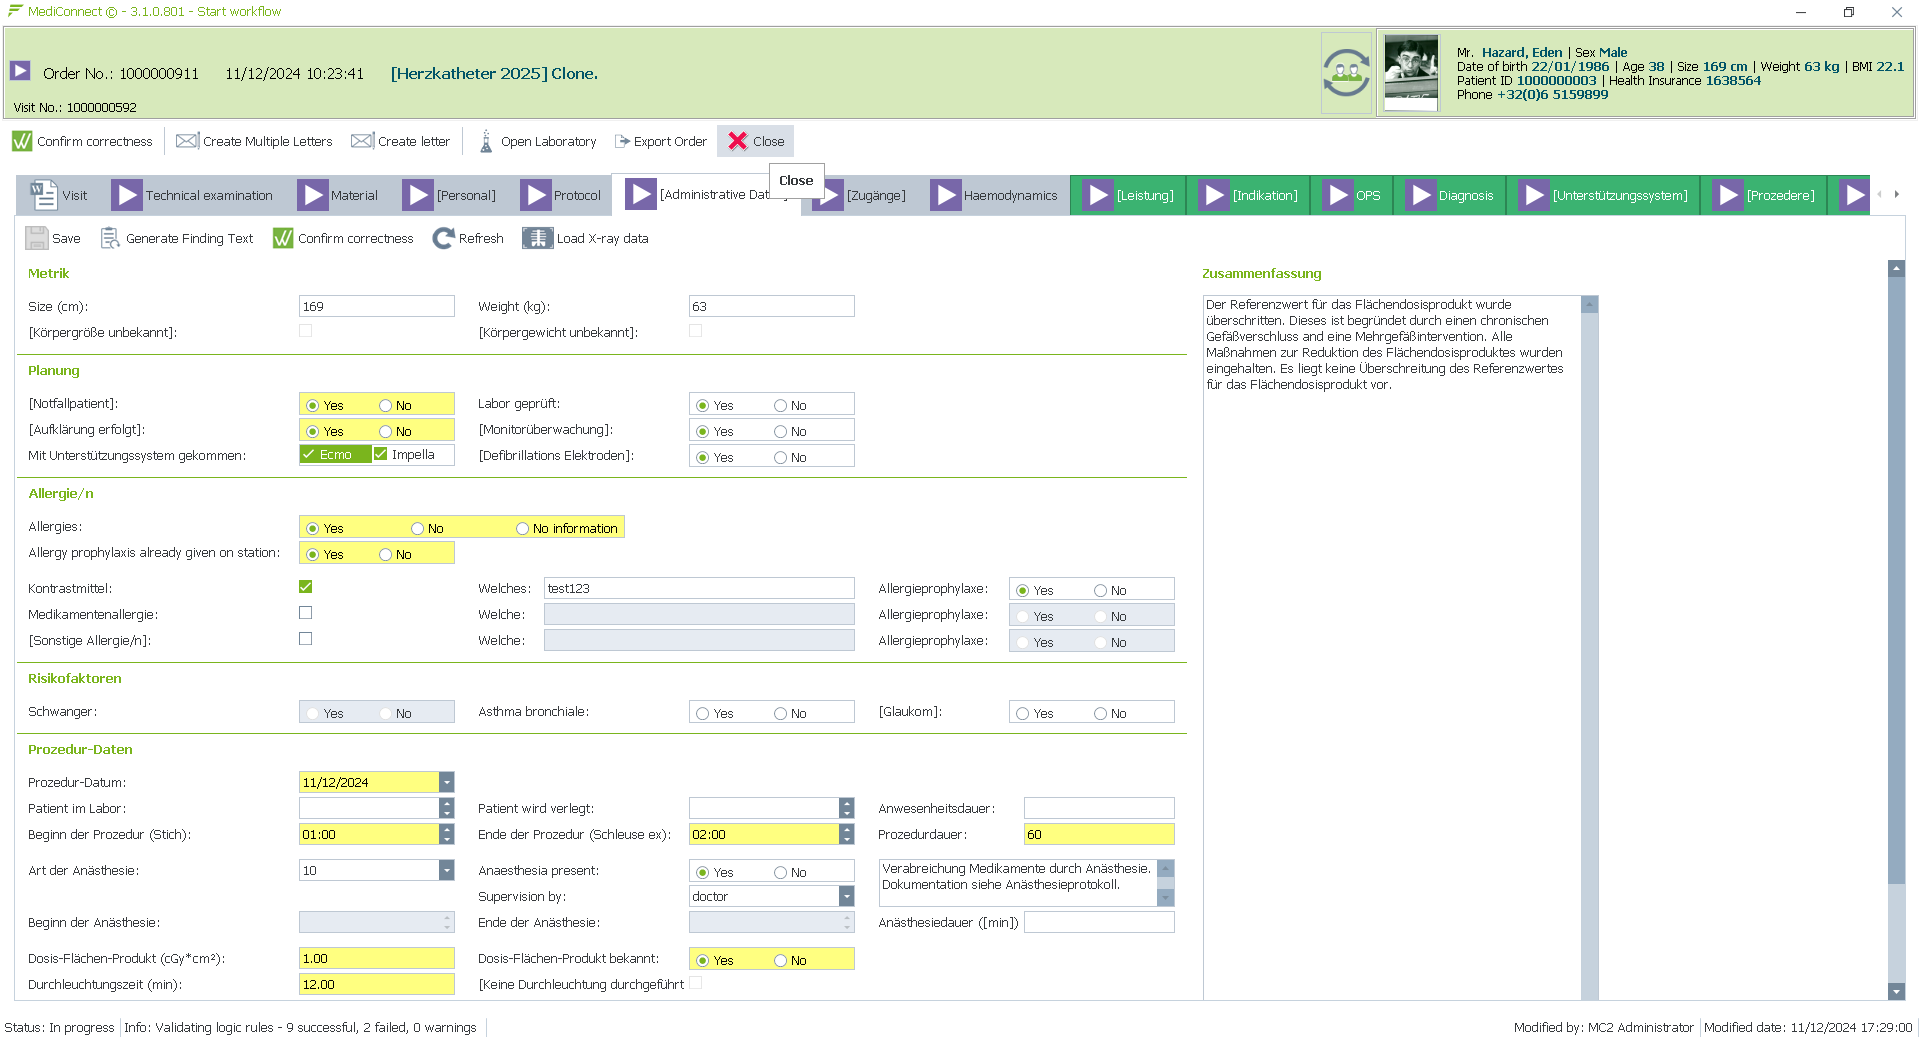 MediConnect © - 3.1.0.801 - Start workflow
Order No.: 1000000911 11/12/2024 10:23:41 [Herzkatheter 2025] Clone.
Visit No.: 1000000592
Mr. Hazard, Eden | Sex Male
Date of birth 22/01/1986 | Age 38 | Size 169 cm | Weight 63 kg | BMI 22.1
Patient ID 1000000003 | Health Insurance 1638564
Phone +32(0)6 5159899
Confirm correctness Create Multiple Letters Create letter Open Laboratory Export Order Close
Close
Visit Technical examination Material [Personal] Protocol [Administrative Dat [Zugänge] Haemodynamics [Leistung] [Indikation] OPS Diagnosis [Unterstützungssystem] [Prozedere]
Save Generate Finding Text Confirm correctness Refresh Load X-ray data
Metrik
Size (cm): 169 Weight (kg): 63
[Körpergröße unbekannt]: [Körpergewicht unbekannt]:
Planung
[Notfallpatient]: Yes No Labor geprüft: Yes No
[Aufklärung erfolgt]: Yes No [Monitorüberwachung]: Yes No
Mit Unterstützungssystem gekommen: Ecmo Impella [Defibrillations Elektroden]: Yes No
Allergie/n
Allergies: Yes No No information
Allergy prophylaxis already given on station: Yes No
Kontrastmittel: Welches: test123 Allergieprophylaxe: Yes No
Medikamentenallergie: Welche: Allergieprophylaxe: Yes No
[Sonstige Allergie/n]: Welche: Allergieprophylaxe: Yes No
Risikofaktoren
Schwanger: Yes No Asthma bronchiale: Yes No [Glaukom]: Yes No
Prozedur-Daten
Prozedur-Datum: 11/12/2024
Patient im Labor: Patient wird verlegt: Anwesenheitsdauer:
Beginn der Prozedur (Stich): 01:00 Ende der Prozedur (Schleuse ex): 02:00 Prozedurdauer: 60
Art der Anästhesie: 10 Anaesthesia present: Yes No
Verabreichung Medikamente durch Anästhesie.
Dokumentation siehe Anästhesieprotokoll.
Supervision by: doctor
Beginn der Anästhesie: Ende der Anästhesie: Anästhesiedauer ([min])
Dosis-Flächen-Produkt (cGy*cm²): 1.00 Dosis-Flächen-Produkt bekannt: Yes No
Durchleuchtungszeit (min): 12.00 [Keine Durchleuchtung durchgeführt
Zusammenfassung
Der Referenzwert für das Flächendosisprodukt wurde
überschritten. Dieses ist begründet durch einen chronischen
Gefäßverschluss and eine Mehrgefäßintervention. Alle
Maßnahmen zur Reduktion des Flächendosisproduktes wurden
eingehalten. Es liegt keine Überschreitung des Referenzwertes
für das Flächendosisprodukt vor.
Status: In progress Info: Validating logic rules - 9 successful, 2 failed, 0 warnings Modified by: MC2 Administrator Modified date: 11/12/2024 17:29:00